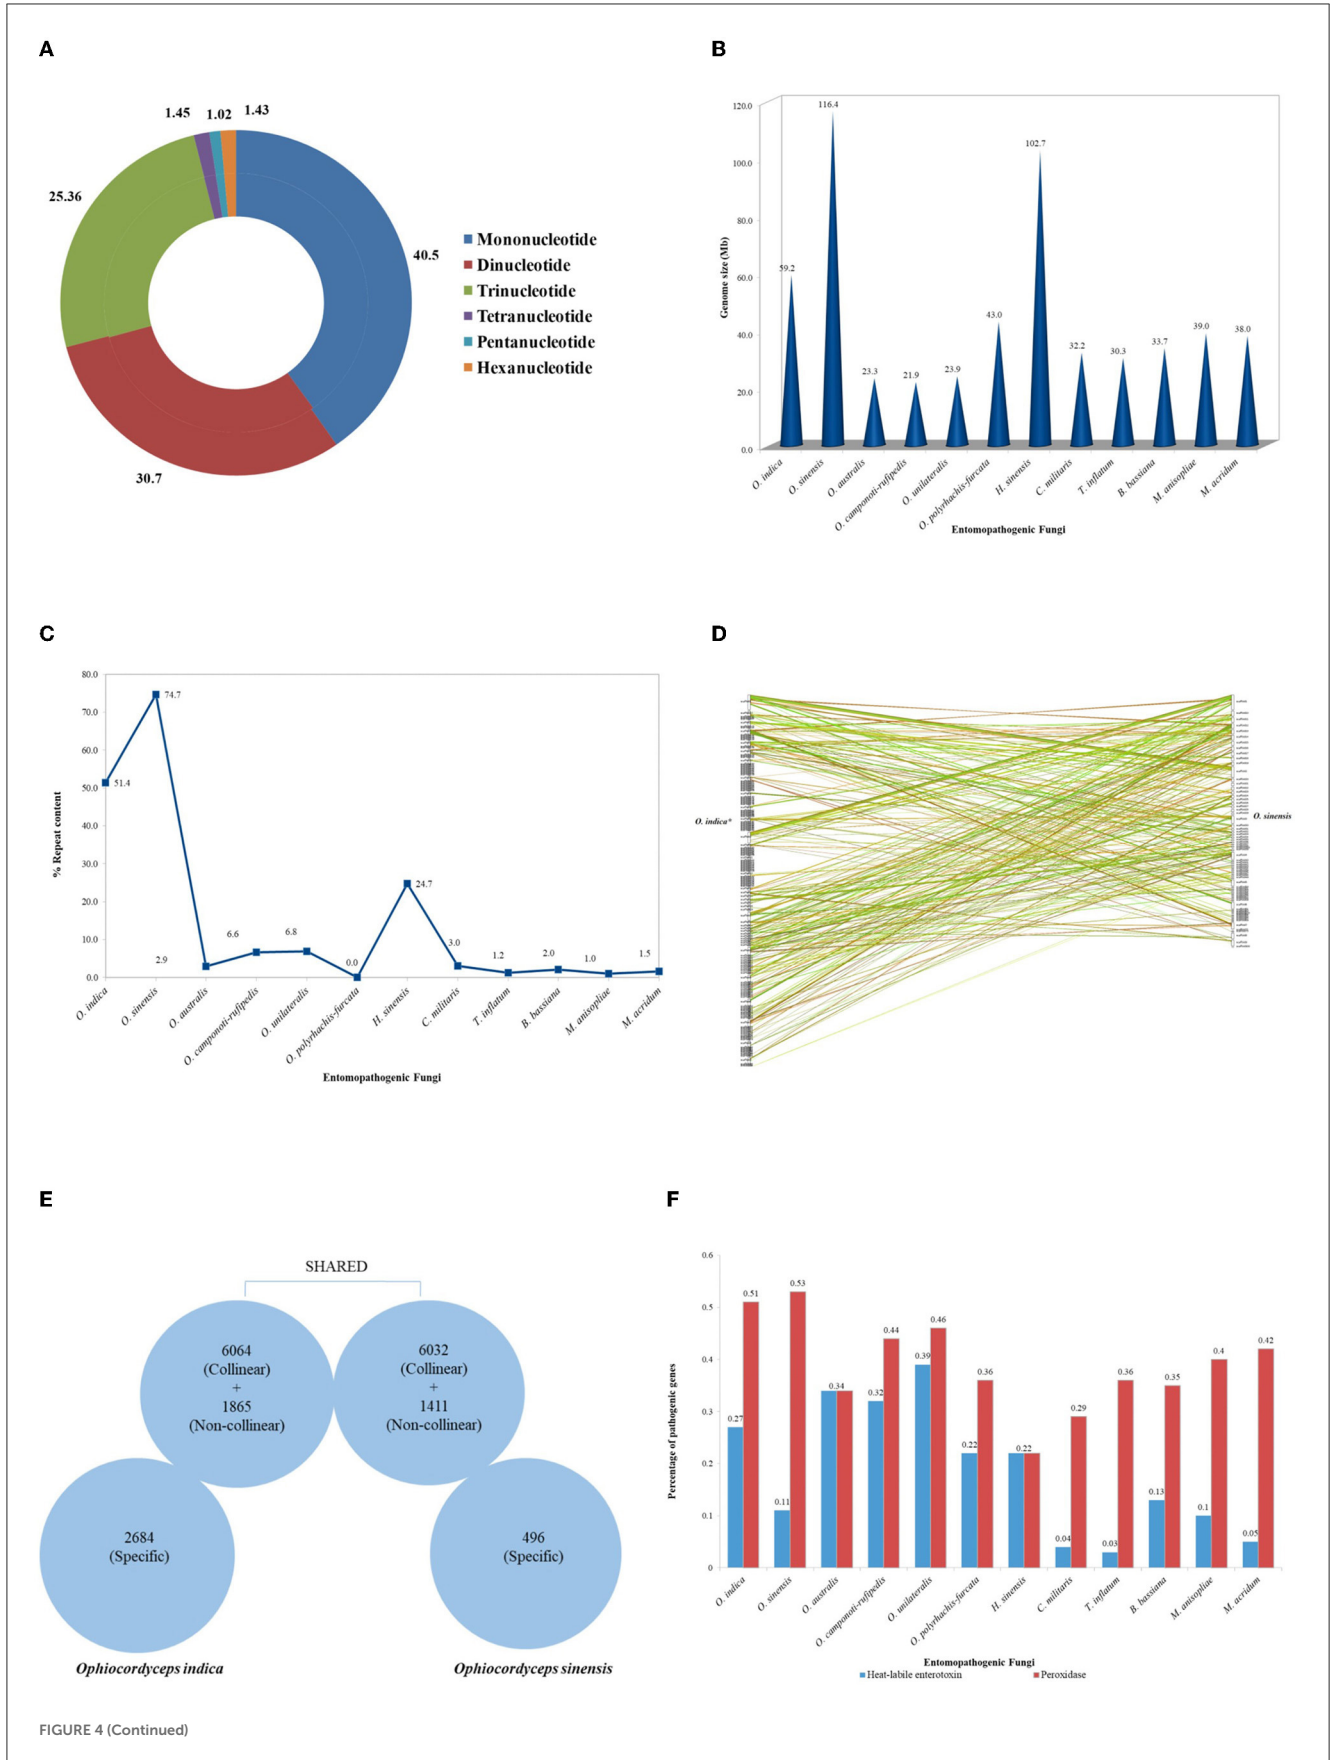 A
1.45
1.02
1.43
25.36
40.5
30.7
Mononucleotide
Dinucleotide
Trinucleotide
Tetranucleotide
Pentanucleotide
Hexanucleotide
B
Genome size (Mb)
120.0
100.0
80.0
60.0
40.0
20.0
0.0
59.2
116.4
23.3
21.9
23.9
43.0
102.7
32.2
30.3
33.7
39.0
38.0
O. indica
O. sinensis
O. australis
O. camponoti-rufipedis
O. unilateralis
O. polyrhachis-furcata
H. sinensis
C. militaris
T. inflatum
B. bassiana
M. anisopliae
M. acridum
Entomopathogenic Fungi
C
% Repeat content
80.0
70.0
60.0
50.0
40.0
30.0
20.0
10.0
0.0
51.4
74.7
2.9
6.6
6.8
0.0
24.7
3.0
1.2
2.0
1.0
1.5
O. indica
O. sinensis
O. australis
O. camponoti-rufipedis
O. unilateralis
O. polyrhachis-furcata
H. sinensis
C. militaris
T. inflatum
B. bassiana
M. anisopliae
M. acridum
Entomopathogenic Fungi
D
O. indica*
O. sinensis
E
SHARED
6064
(Collinear)
+
1865
(Non-collinear)
6032
(Collinear)
+
1411
(Non-collinear)
2684
(Specific)
496
(Specific)
Ophiocordyceps indica
Ophiocordyceps sinensis
F
Percentage of pathogenic genes
0.6
0.5
0.4
0.3
0.2
0.1
0
0.27
0.51
0.11
0.53
0.34
0.32
0.44
0.39
0.46
0.22
0.36
0.22
0.04
0.29
0.03
0.36
0.13
0.35
0.1
0.4
0.05
0.42
O. indica
O. sinensis
O. australis
O. camponoti-rufipedis
O. unilateralis
O. polyrhachis-furcata
H. sinensis
C. militaris
T. inflatum
B. bassiana
M. anisopliae
M. acridum
Entomopathogenic Fungi
Heat-labile enterotoxin
Peroxidase
FIGURE 4 (Continued)